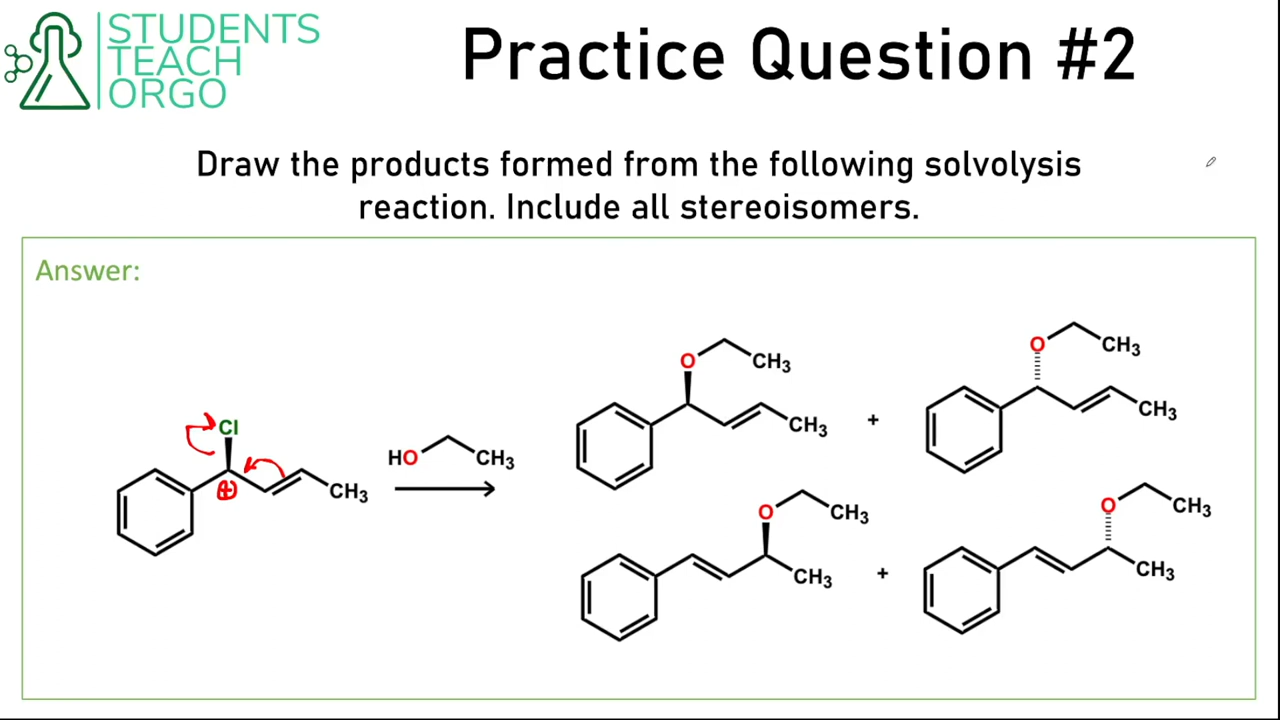 STUDENTS
TEACH
ORGO
Practice Question #2
Draw the products formed from the following solvolysis
reaction. Include all stereoisomers.
Answer:
Cl
+
CH3
HO
CH3
O
CH3
CH3
+
O
CH3
CH3
O
CH3
CH3
+
O
CH3
CH3